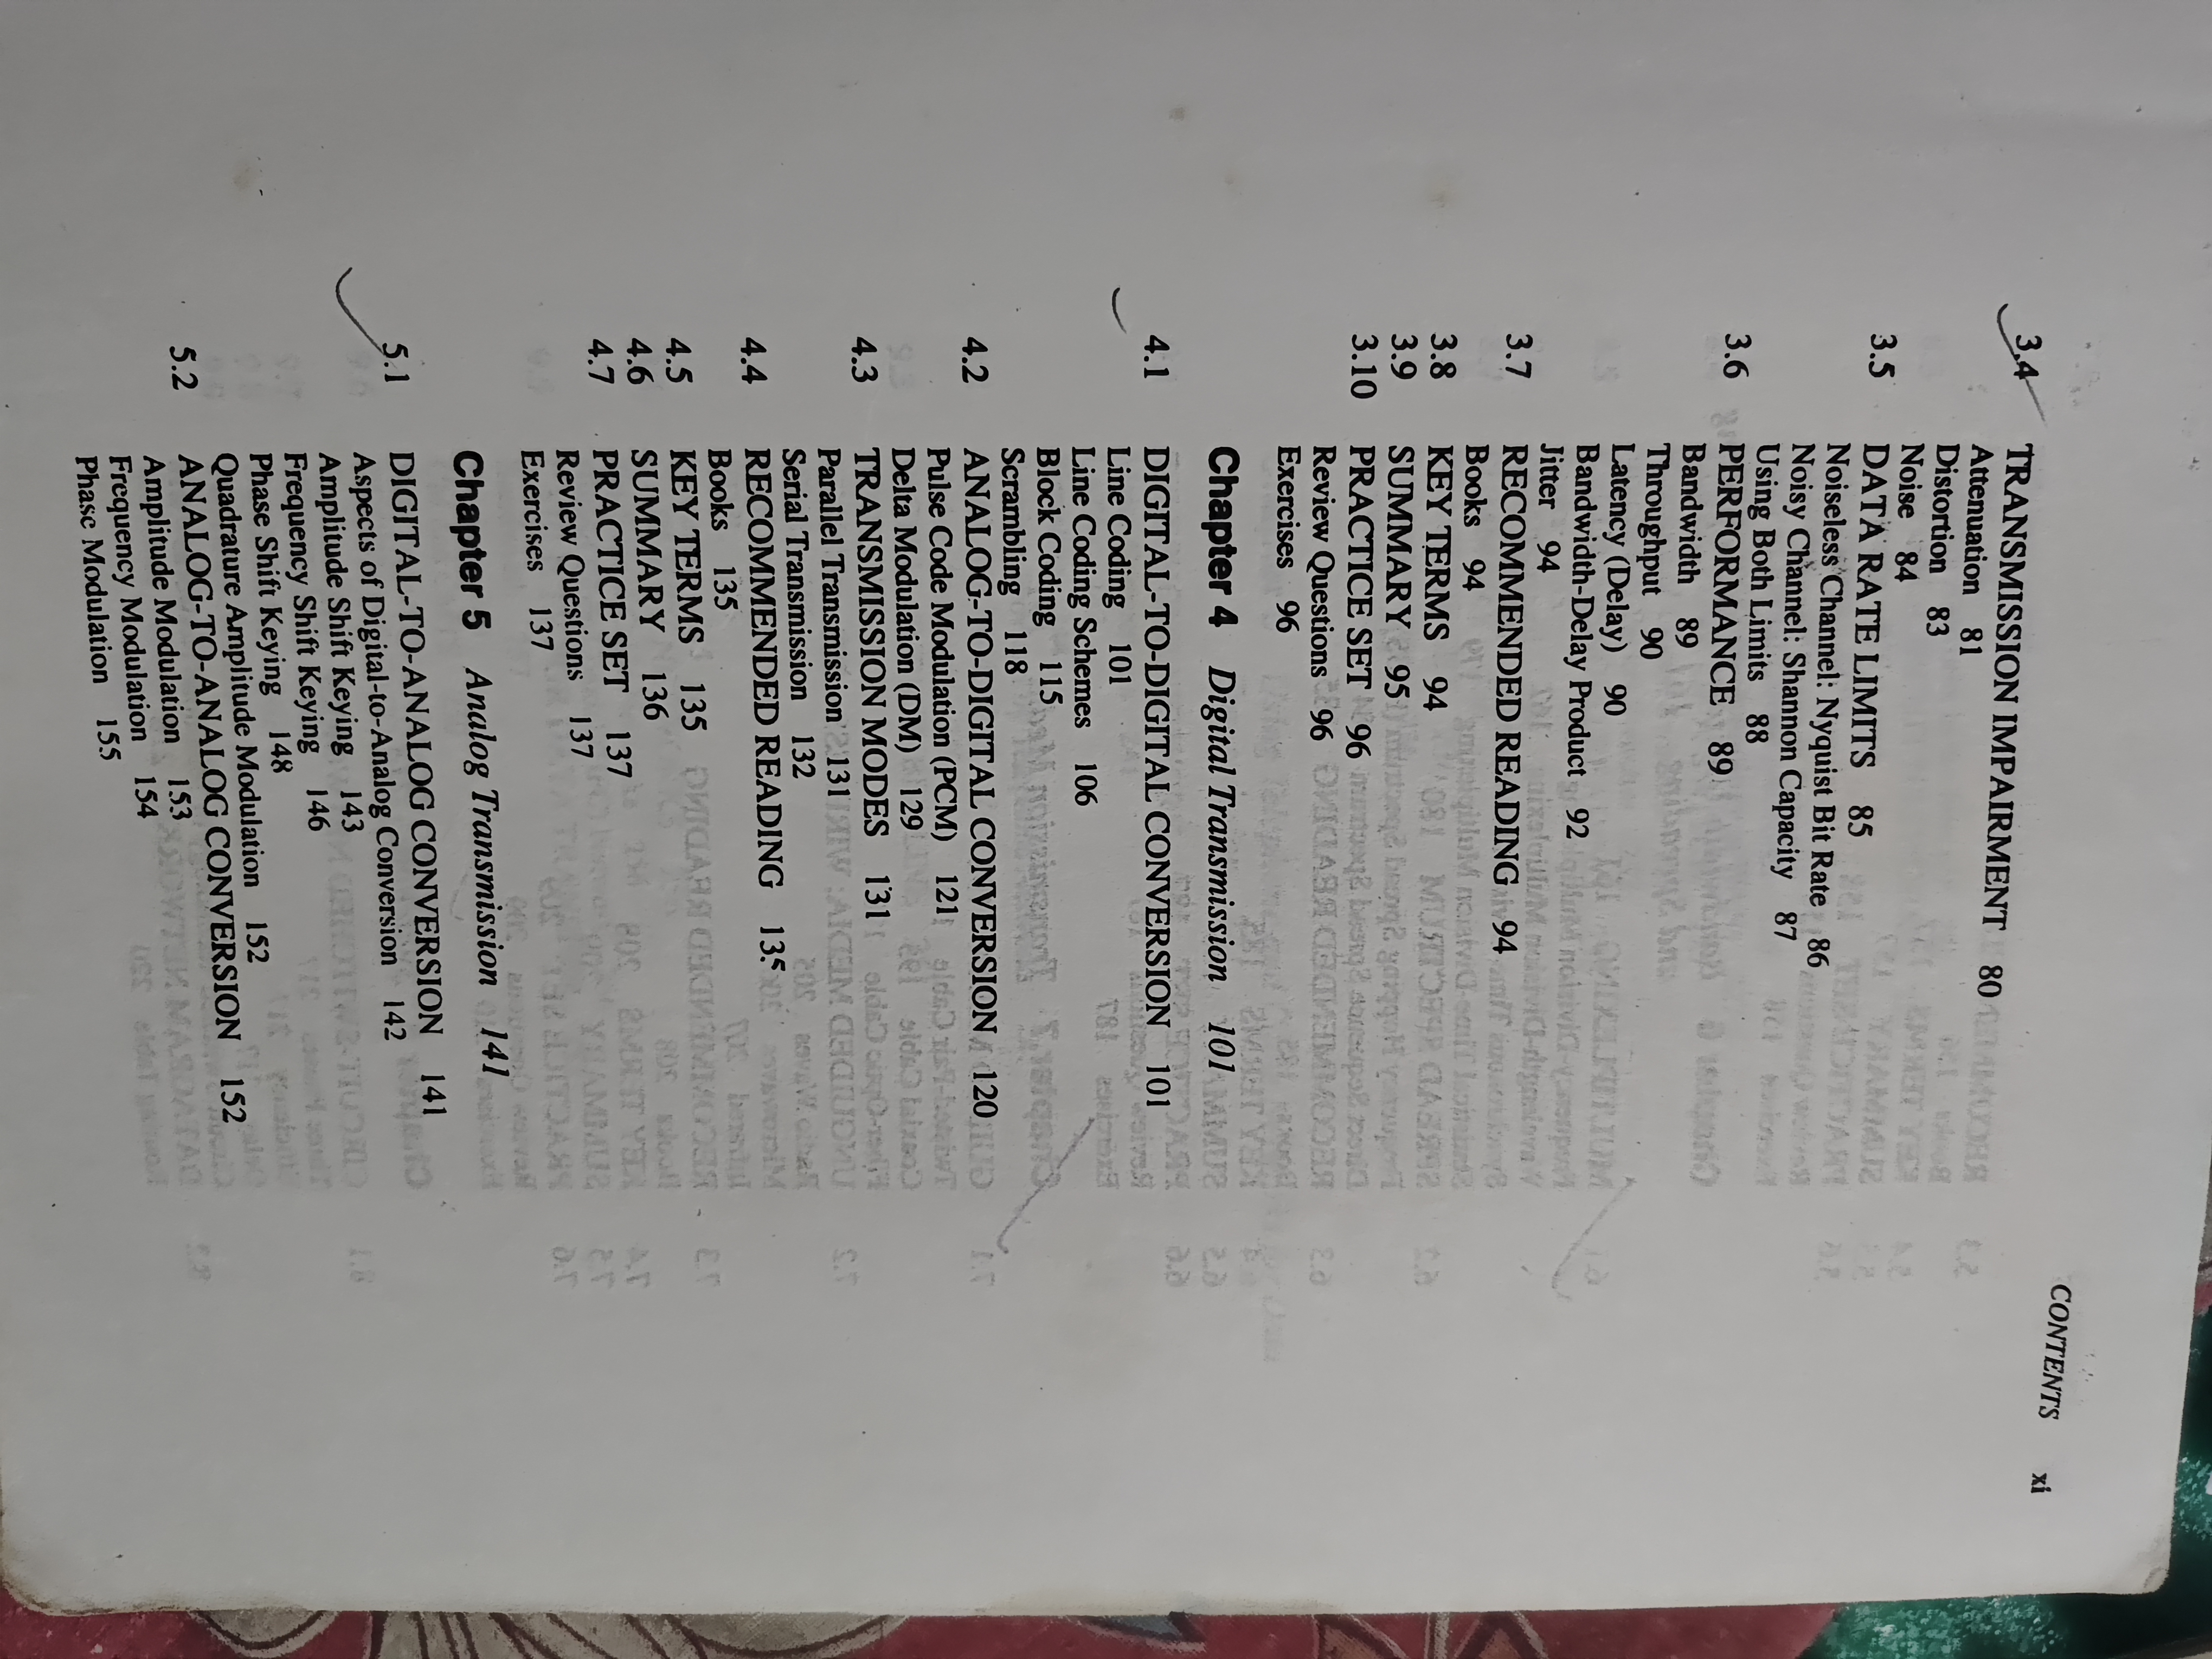 CONTENTS xi
3.4 TRANSMISSION IMPAIRMENT 80
Attenuation 81
Distortion 83
Noise 84
3.5 DATA RATE LIMITS 85
Noiseless Channel: Nyquist Bit Rate 86
Noisy Channel: Shannon Capacity 87
Using Both Limits 88
3.6 PERFORMANCE 89
Bandwidth 89
Throughput 90
Latency (Delay) 90
Bandwidth-Delay Product 92
Jitter 94
3.7 RECOMMENDED READING 94
Books 94
3.8 KEY TERMS 94
3.9 SUMMARY 95
3.10 PRACTICE SET 96
Review Questions 96
Exercises 96
Chapter 4 Digital Transmission 101
4.1 DIGITAL-TO-DIGITAL CONVERSION 101
Line Coding 101
Line Coding Schemes 106
Block Coding 115
Scrambling 118
4.2 ANALOG-TO-DIGITAL CONVERSION 120
Pulse Code Modulation (PCM) 121
Delta Modulation (DM) 129
4.3 TRANSMISSION MODES 131
Parallel Transmission 131
Serial Transmission 132
4.4 RECOMMENDED READING 135
Books 135
4.5 KEY TERMS 135
4.6 SUMMARY 136
4.7 PRACTICE SET 137
Review Questions 137
Exercises 137
Chapter 5 Analog Transmission 141
5.1 DIGITAL-TO-ANALOG CONVERSION 141
Aspects of Digital-to-Analog Conversion 142
Amplitude Shift Keying 143
Frequency Shift Keying 146
Phase Shift Keying 148
Quadrature Amplitude Modulation 152
5.2 ANALOG-TO-ANALOG CONVERSION 152
Amplitude Modulation 153
Frequency Modulation 154
Phase Modulation 155